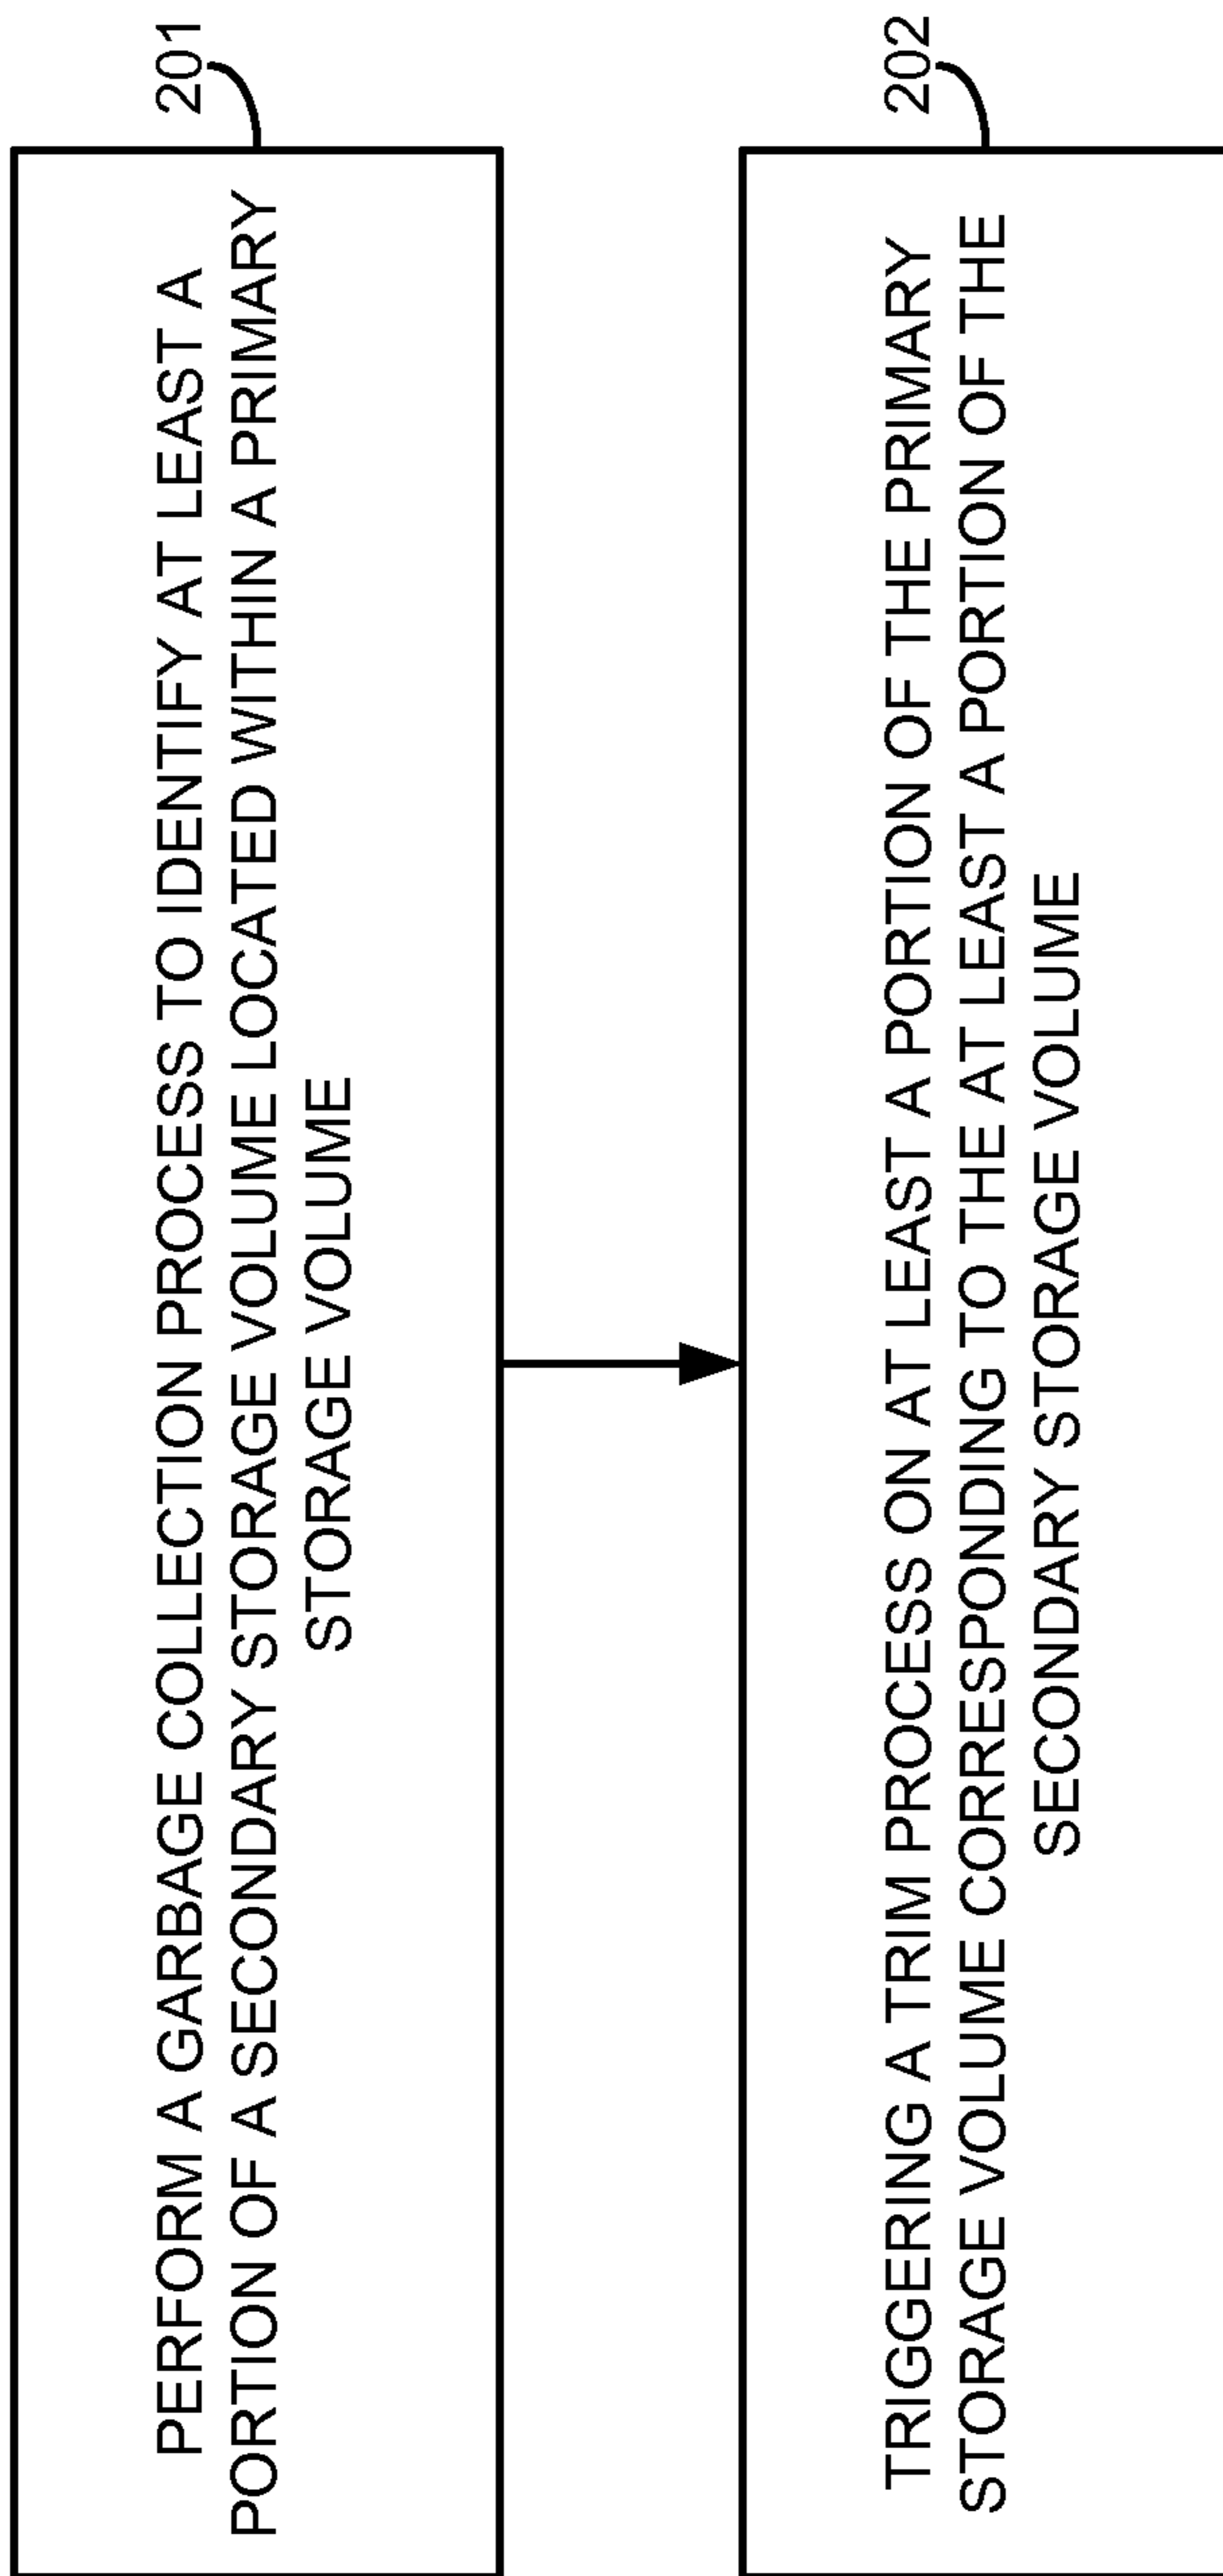 201
PERFORM A GARBAGE COLLECTION PROCESS TO IDENTIFY AT LEAST A
PORTION OF A SECONDARY STORAGE VOLUME LOCATED WITHIN A PRIMARY
STORAGE VOLUME
202
TRIGGERING A TRIM PROCESS ON AT LEAST A PORTION OF THE PRIMARY
STORAGE VOLUME CORRESPONDING TO THE AT LEAST A PORTION OF THE
SECONDARY STORAGE VOLUME